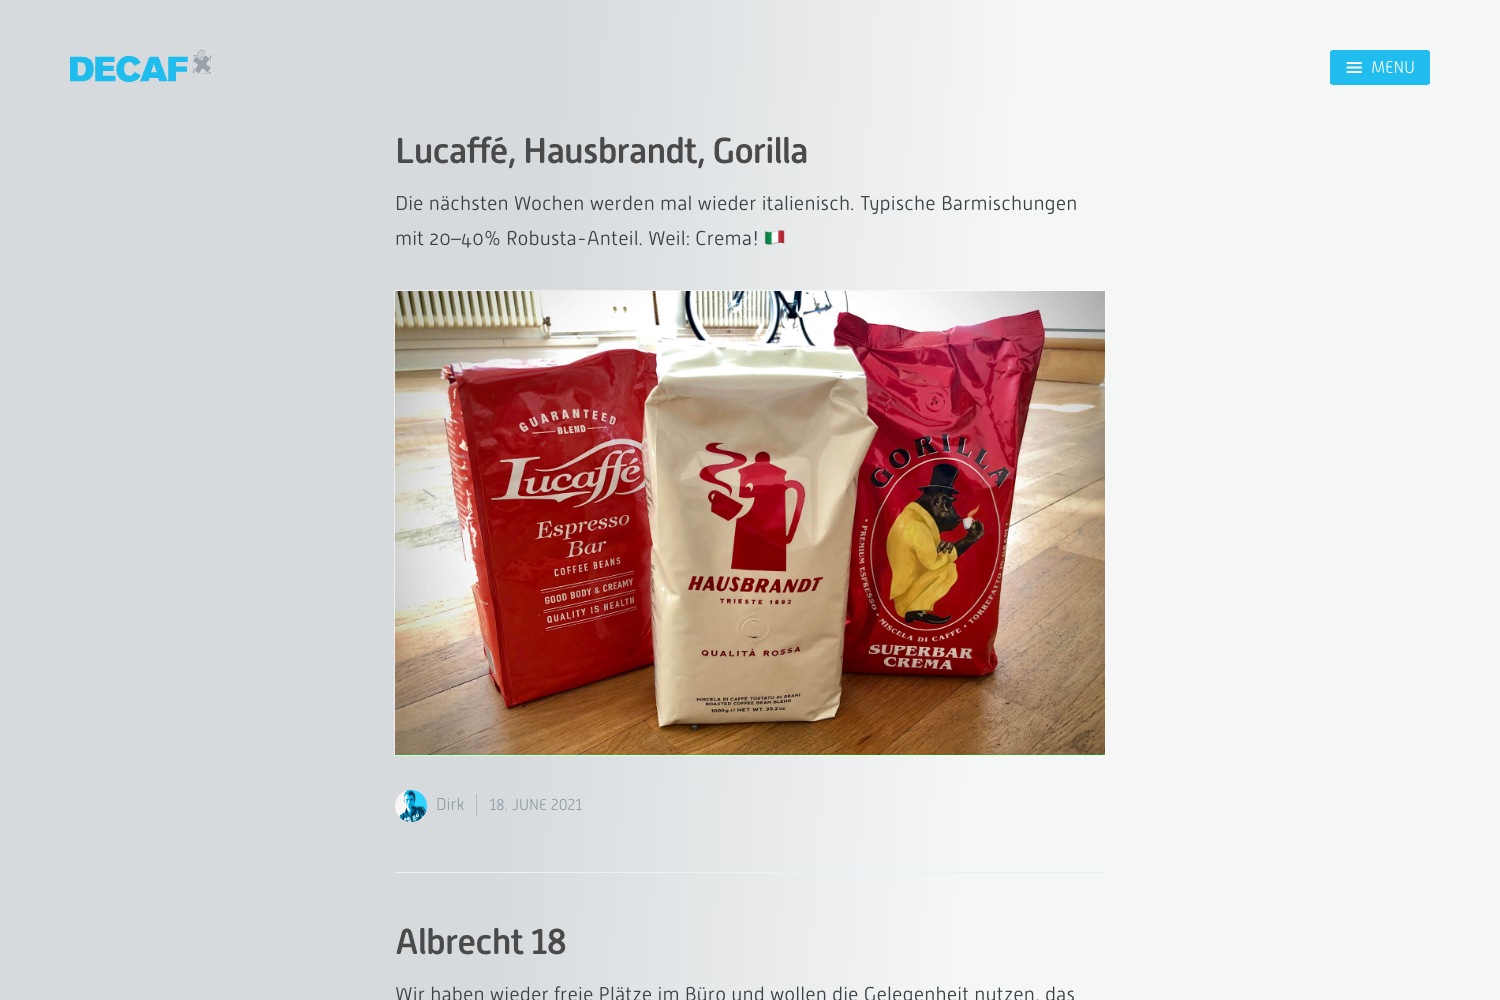 DECAF
MENU
Lucaffé, Hausbrandt, Gorilla
Die nächsten Wochen werden mal wieder italienisch. Typische Barmischungen
mit 20–40% Robusta-Anteil. Weil: Crema! 🇮🇹
GUARANTEED
BLEND
Lucaffé
Espresso
Bar
COFFEE BEANS
GOOD BODY & CREAMY
QUALITY IS HEALTH
HAUSBRANDT
TRIESTE 1892
QUALITÀ ROSSA
MISCELA DI CAFFÈ TOSTATO IN GRANI
ROASTED COFFEE BEAN BLEND
1000g ℮ NET WT. 35.2oz
GORILLA
• PREMIUM ESPRESSO • MISCELA DI CAFFE • TORREFATTO IN GRANI •
SUPERBAR
CREMA
Dirk
18. JUNE 2021
Albrecht 18
Wir haben wieder freie Plätze im Büro und wollen die Gelegenheit nutzen, das